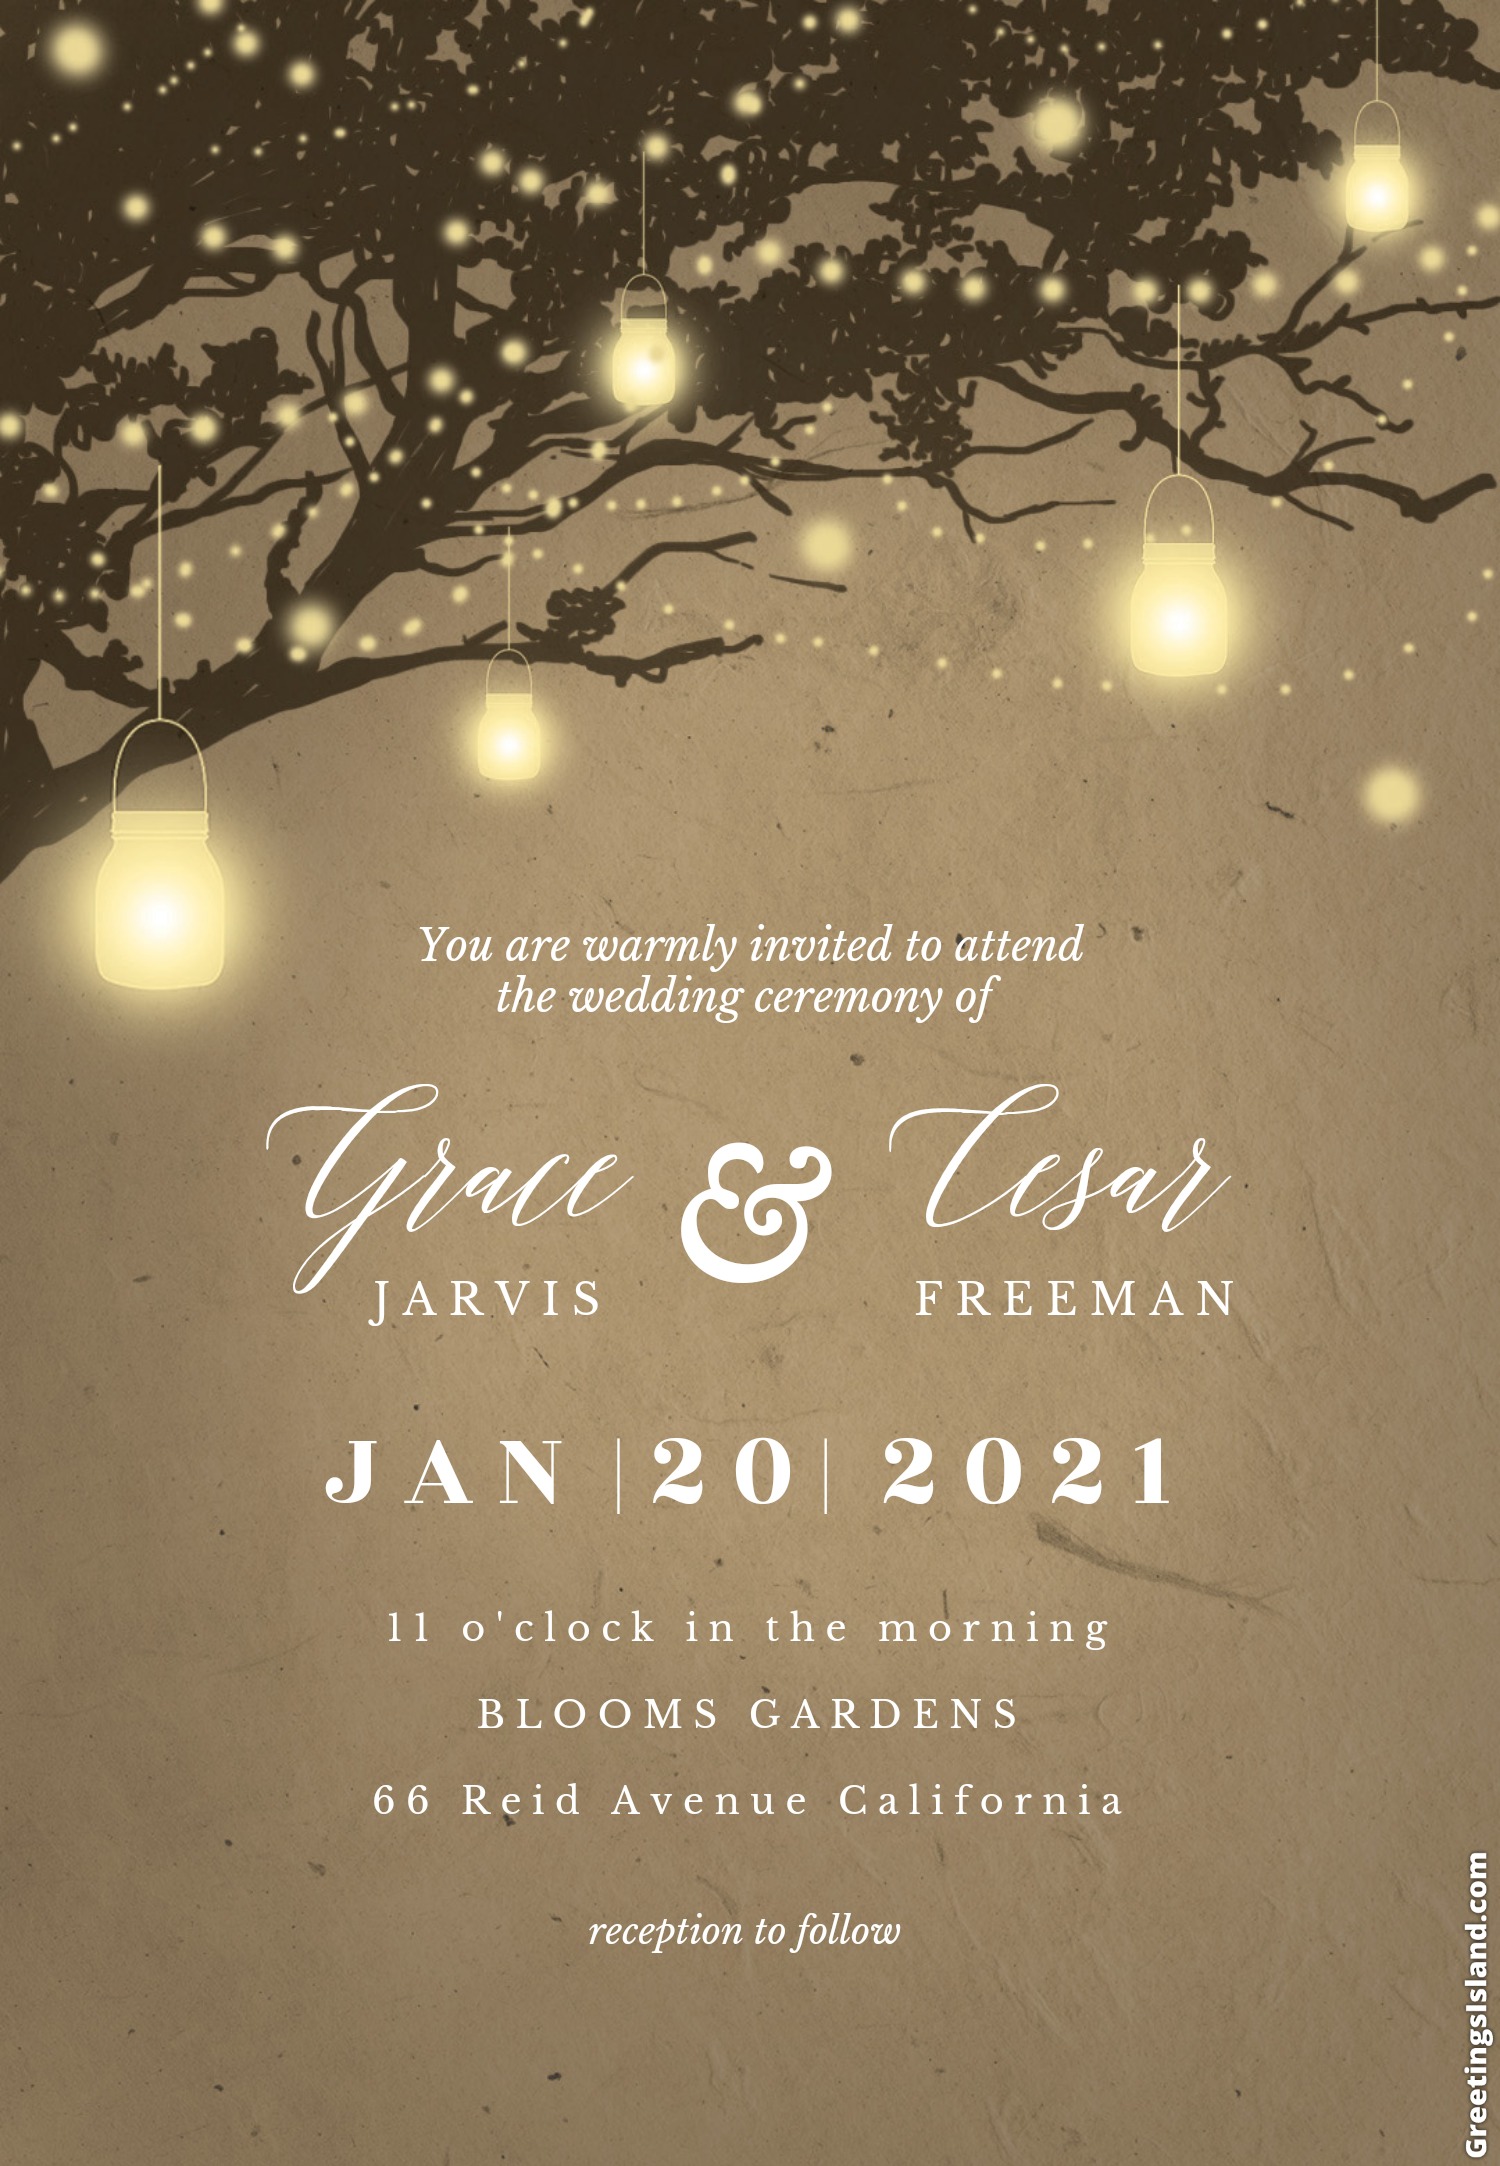 You are warmly invited to attend
the wedding ceremony of
Grace & Cesar
JARVIS FREEMAN
JAN | 20 | 2021
11 o'clock in the morning
BLOOMS GARDENS
66 Reid Avenue California
reception to follow
GreetingsIsland.com